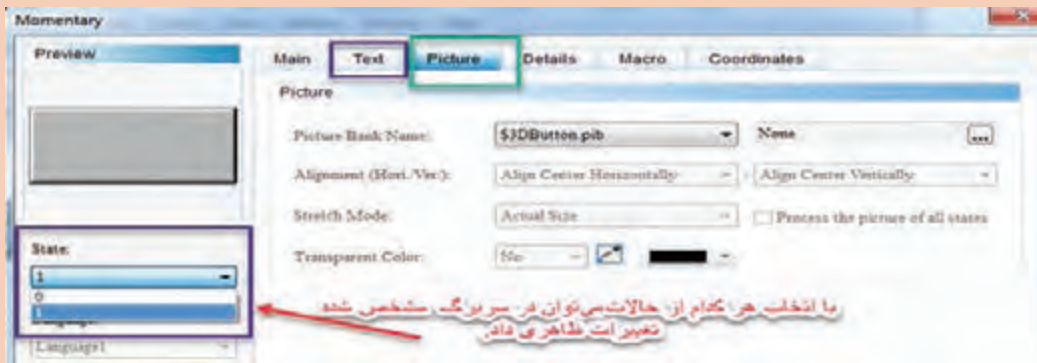 Momentary
Preview
Main Text Picture Details Macro Coordinates
Picture
Picture Bank Name: $3DButton.pib None ...
Alignment (Hori./Ver.): Align Center Horizontally Align Center Vertically
Stretch Mode: Actual Size Process the picture of all states
Transparent Color: No
State:
1
0
1
Language1
با انتخاب هر کدام از حالات می‌توان در سربرگ مشخص شده
تغییرات ظاهری داد.